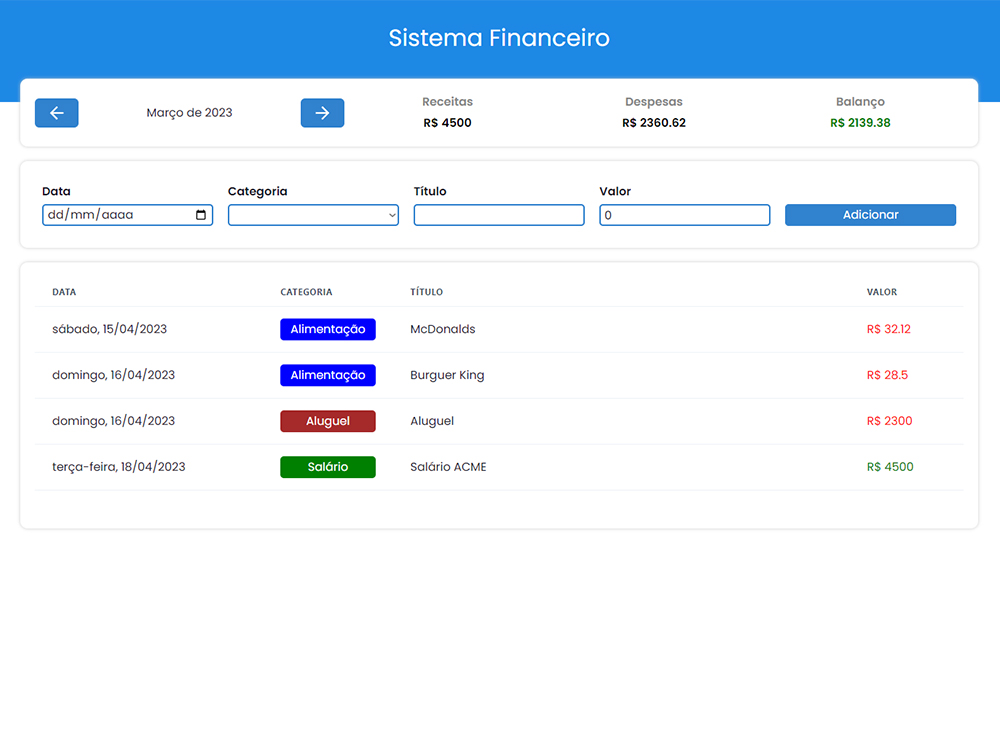 Sistema Financeiro
Março de 2023
Receitas
R$ 4500
Despesas
R$ 2360.62
Balanço
R$ 2139.38
Data
Categoria
Título
Valor
dd/mm/aaaa
0
Adicionar
DATA CATEGORIA TÍTULO VALOR
sábado, 15/04/2023 Alimentação McDonalds R$ 32.12
domingo, 16/04/2023 Alimentação Burguer King R$ 28.5
domingo, 16/04/2023 Aluguel Aluguel R$ 2300
terça-feira, 18/04/2023 Salário Salário ACME R$ 4500